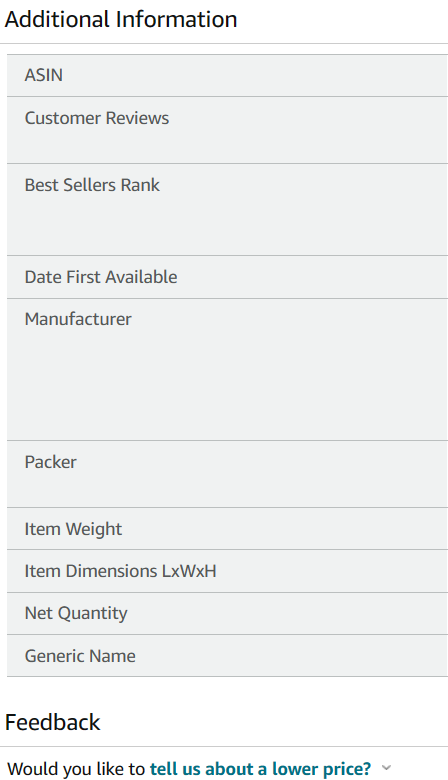 Additional Information
ASIN
Customer Reviews
Best Sellers Rank
Date First Available
Manufacturer
Packer
Item Weight
Item Dimensions LxWxH
Net Quantity
Generic Name
Feedback
Would you like to tell us about a lower price?